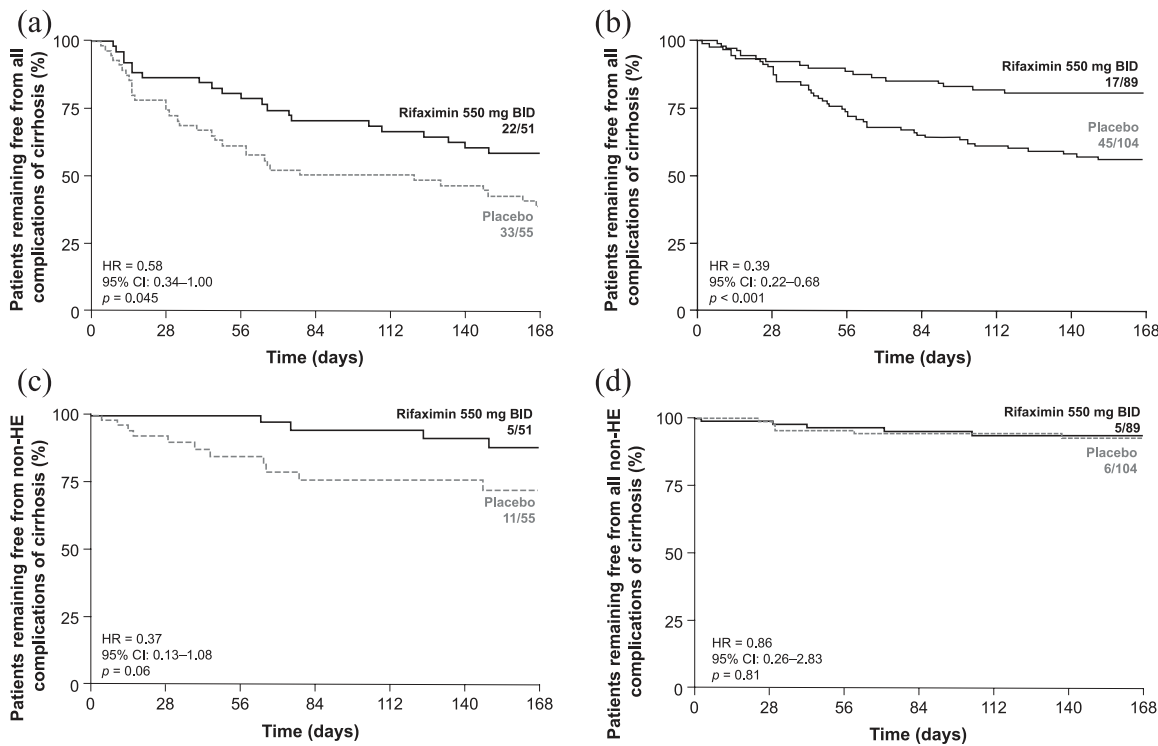 (a)
Patients remaining free from all
complications of cirrhosis (%)
100
75
50
25
0
Rifaximin 550 mg BID
22/51
Placebo
33/55
HR = 0.58
95% CI: 0.34–1.00
p = 0.045
0 28 56 84 112 140 168
Time (days)
(b)
Patients remaining free from all
complications of cirrhosis (%)
100
75
50
25
0
Rifaximin 550 mg BID
17/89
Placebo
45/104
HR = 0.39
95% CI: 0.22–0.68
p < 0.001
0 28 56 84 112 140 168
Time (days)
(c)
Patients remaining free from non-HE
complications of cirrhosis (%)
100
75
50
25
0
Rifaximin 550 mg BID
5/51
Placebo
11/55
HR = 0.37
95% CI: 0.13–1.08
p = 0.06
0 28 56 84 112 140 168
Time (days)
(d)
Patients remaining free from all non-HE
complications of cirrhosis (%)
100
75
50
25
0
Rifaximin 550 mg BID
5/89
Placebo
6/104
HR = 0.86
95% CI: 0.26–2.83
p = 0.81
0 28 56 84 112 140 168
Time (days)